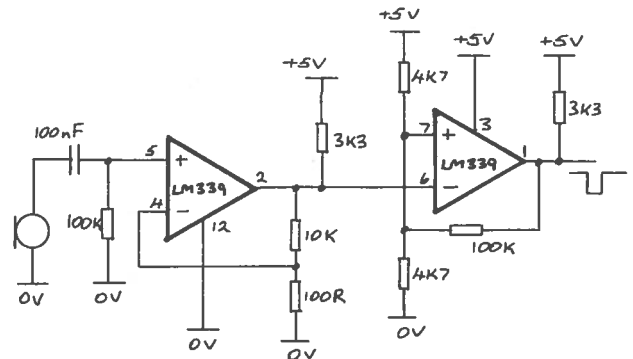 +5V
+5V
+5V
+5V
4K7
3K3
3K3
100nF
5
+
LM339
2
4
-
12
100K
10K
100R
7
+
3
LM339
1
6
-
100K
4K7
0V
0V
0V
0V
0V